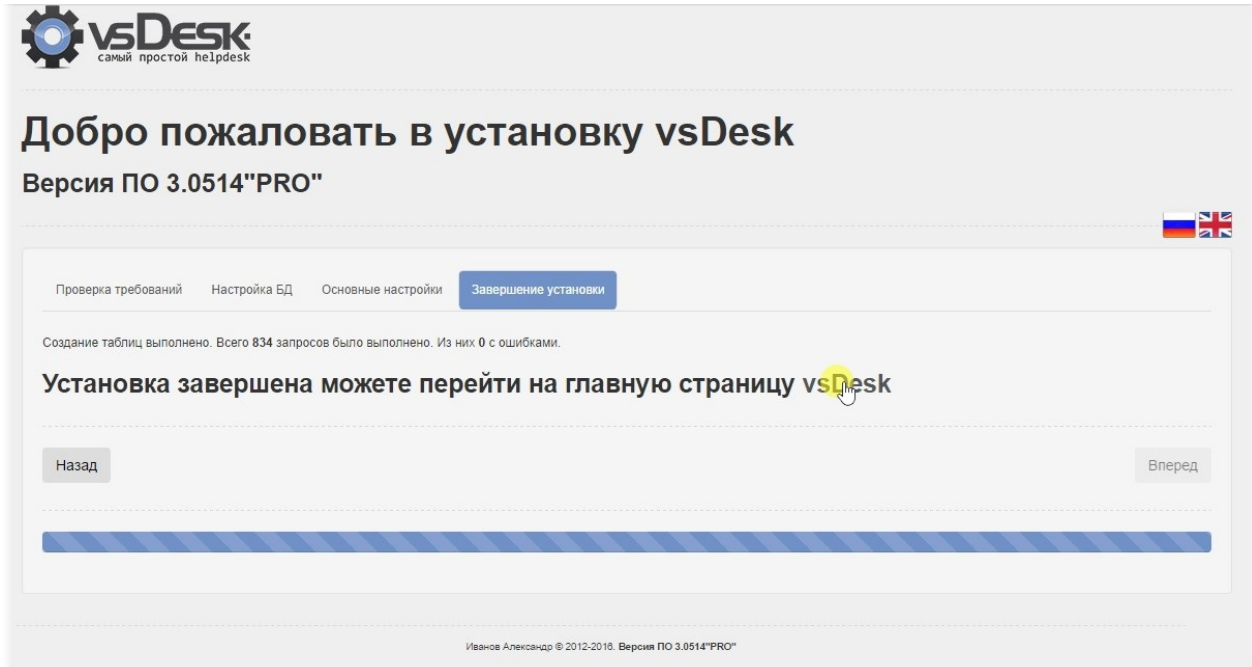 vsDesk
самый простой helpdesk
Добро пожаловать в установку vsDesk
Версия ПО 3.0514"PRO"
Проверка требований Настройка БД Основные настройки Завершение установки
Создание таблиц выполнено. Всего 834 запросов было выполнено. Из них 0 с ошибками.
Установка завершена можете перейти на главную страницу vsDesk
Назад Вперед
Иванов Александр © 2012-2016. Версия ПО 3.0514"PRO"